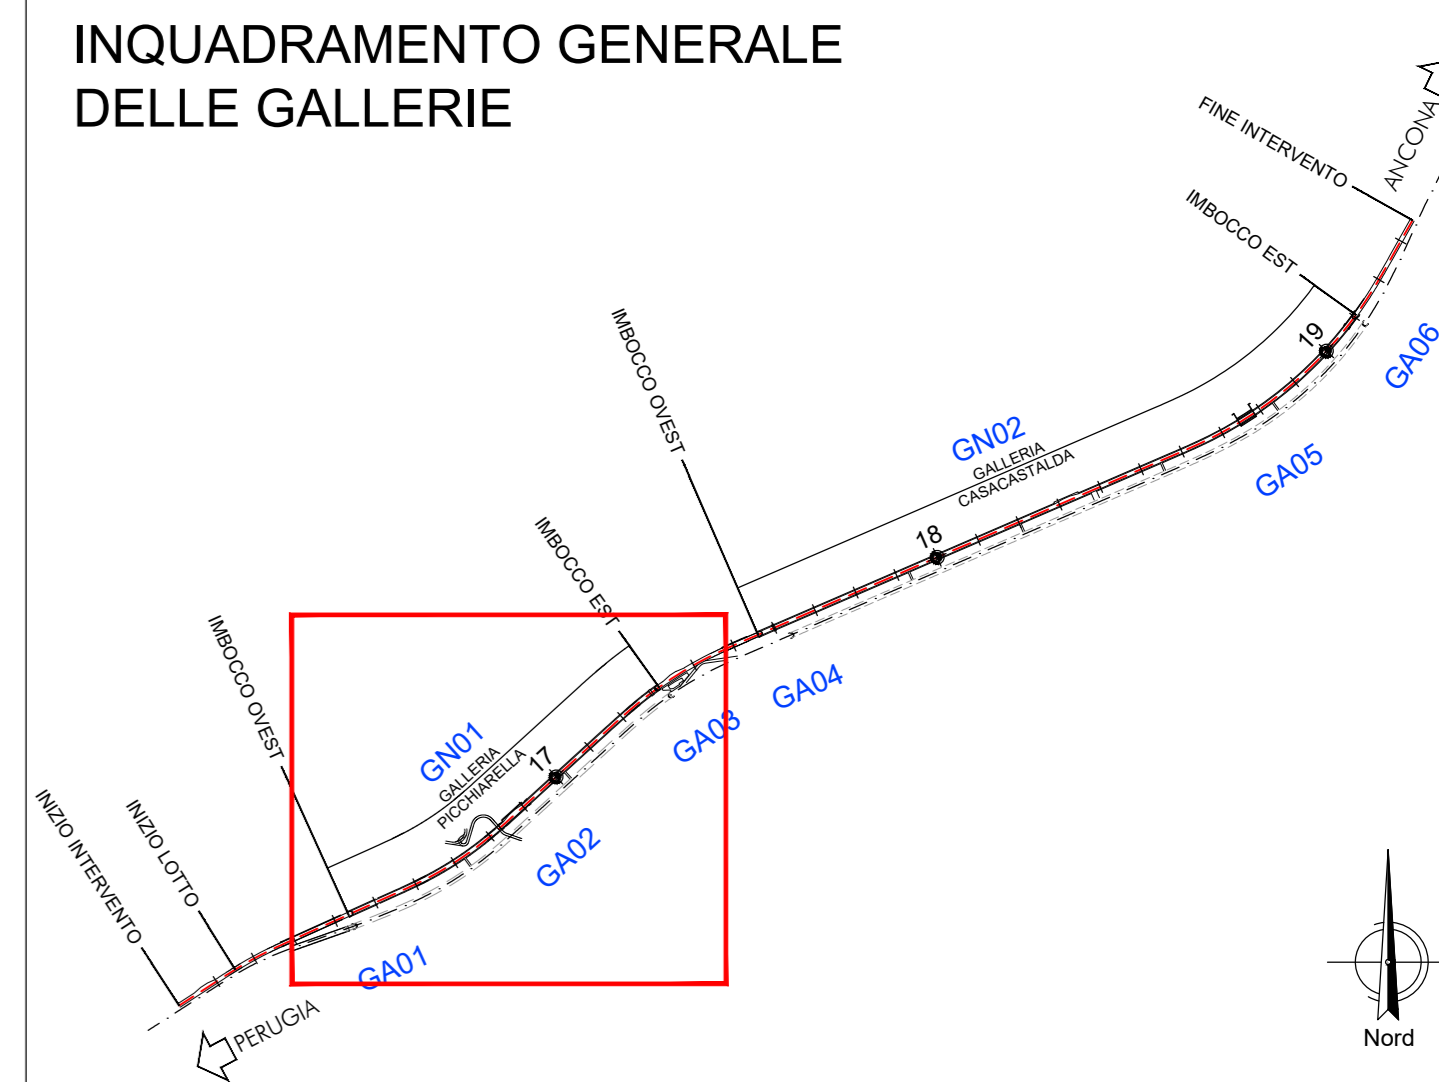 INQUADRAMENTO GENERALE
DELLE GALLERIE
ANCONA
FINE INTERVENTO
IMBOCCO EST
19
GA06
IMBOCCO OVEST
GN02
GALLERIA
CASACASTALDA
GA05
18
IMBOCCO EST
IMBOCCO OVEST
GA04
GA03
GN01
GALLERIA
PICCHIARELLA
17
GA02
INIZIO INTERVENTO
INIZIO LOTTO
GA01
PERUGIA
Nord